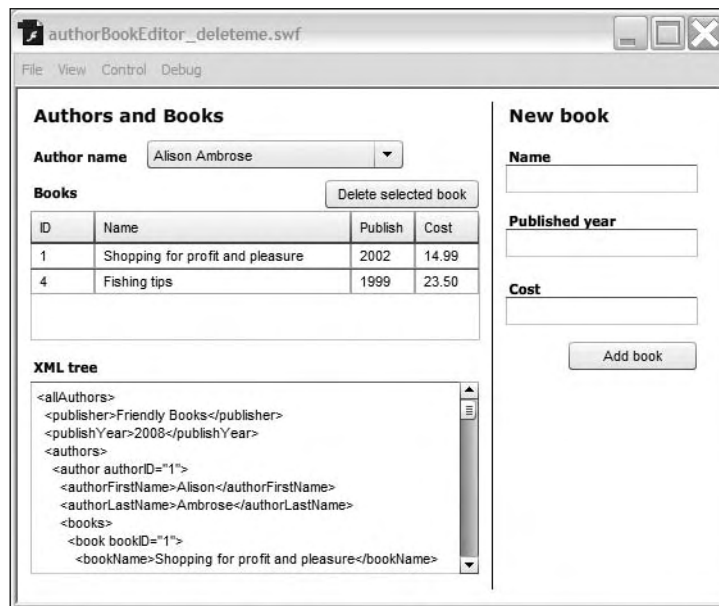 authorBookEditor_deleteme.swf
File View Control Debug
Authors and Books
Author name Alison Ambrose
Books Delete selected book
ID Name Publish Cost
1 Shopping for profit and pleasure 2002 14.99
4 Fishing tips 1999 23.50
XML tree
<allAuthors>
<publisher>Friendly Books</publisher>
<publishYear>2008</publishYear>
<authors>
<author authorID="1">
<authorFirstName>Alison</authorFirstName>
<authorLastName>Ambrose</authorLastName>
<books>
<book bookID="1">
<bookName>Shopping for profit and pleasure</bookName>
New book
Name
Published year
Cost
Add book